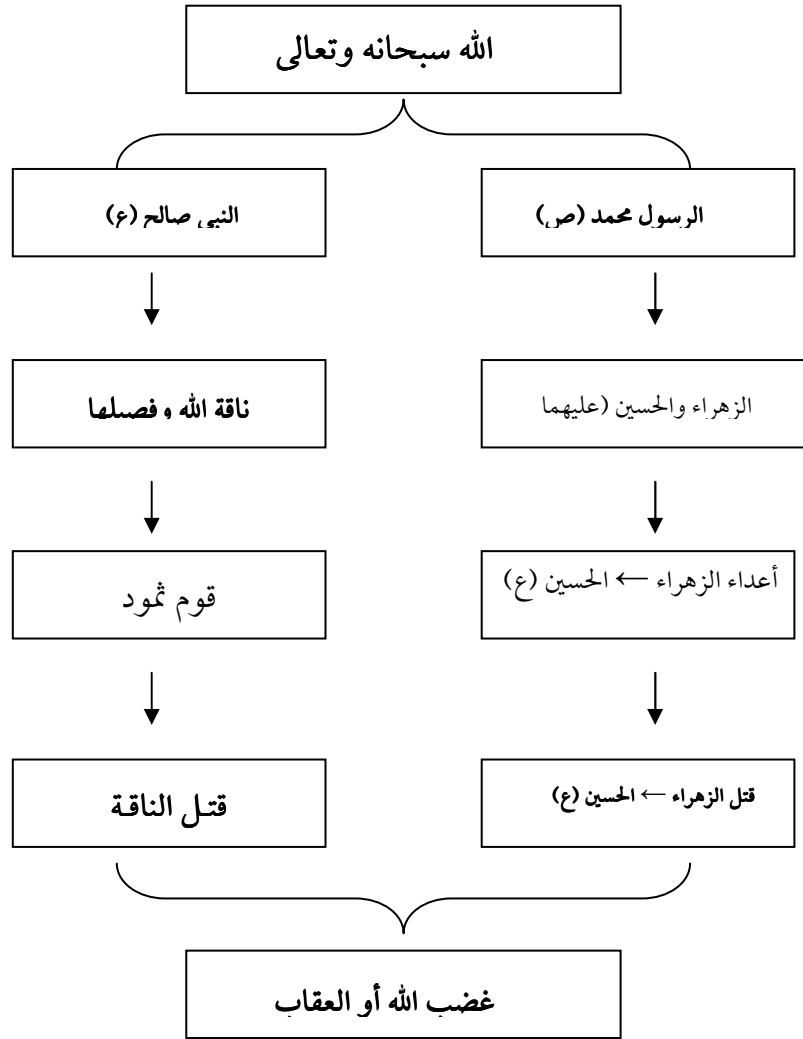 الله سبحانه وتعالى
الرسول محمد (ص)
النبي صالح (ع)
الزهراء والحسين (عليهما
ناقة الله وفصيلها
أعداء الزهراء ← الحسين (ع)
قوم ثمود
قتل الزهراء ← الحسين (ع)
قتل الناقة
غضب الله أو العقاب